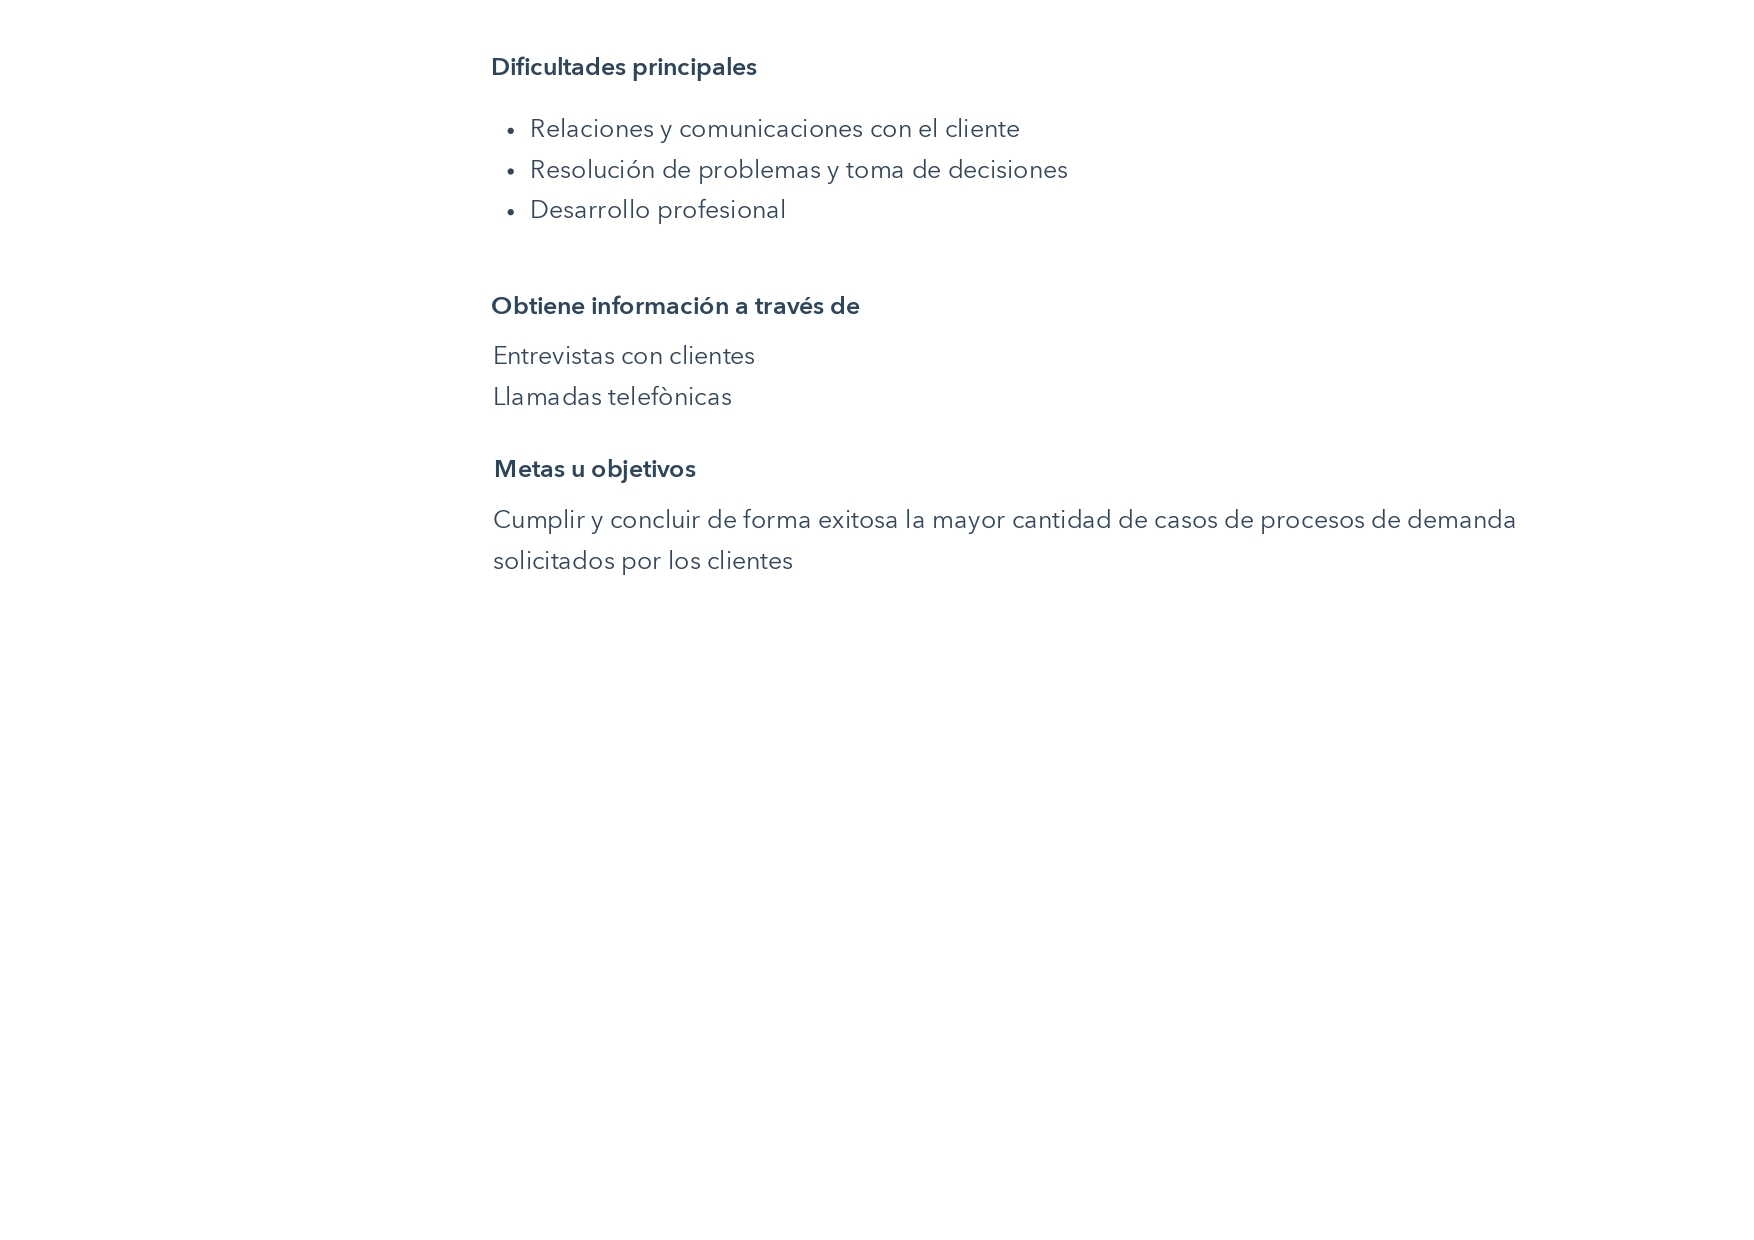 Dificultades principales
• Relaciones y comunicaciones con el cliente
• Resolución de problemas y toma de decisiones
• Desarrollo profesional
Obtiene información a través de
Entrevistas con clientes
Llamadas telefònicas
Metas u objetivos
Cumplir y concluir de forma exitosa la mayor cantidad de casos de procesos de demanda
solicitados por los clientes